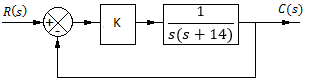 R(s)
+
-
K
1
s(s + 14)
C(s)